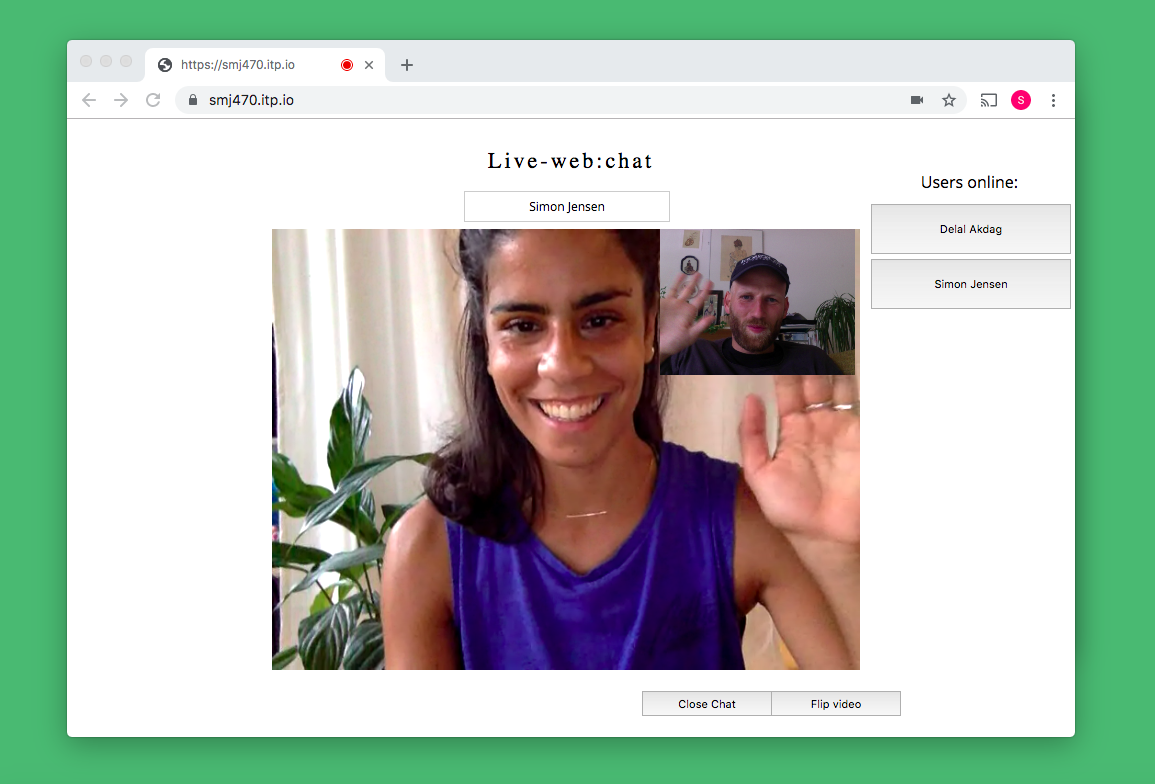 https://smj470.itp.io
smj470.itp.io
S
Live-web:chat
Simon Jensen
Users online:
Delal Akdag
Simon Jensen
Close Chat
Flip video